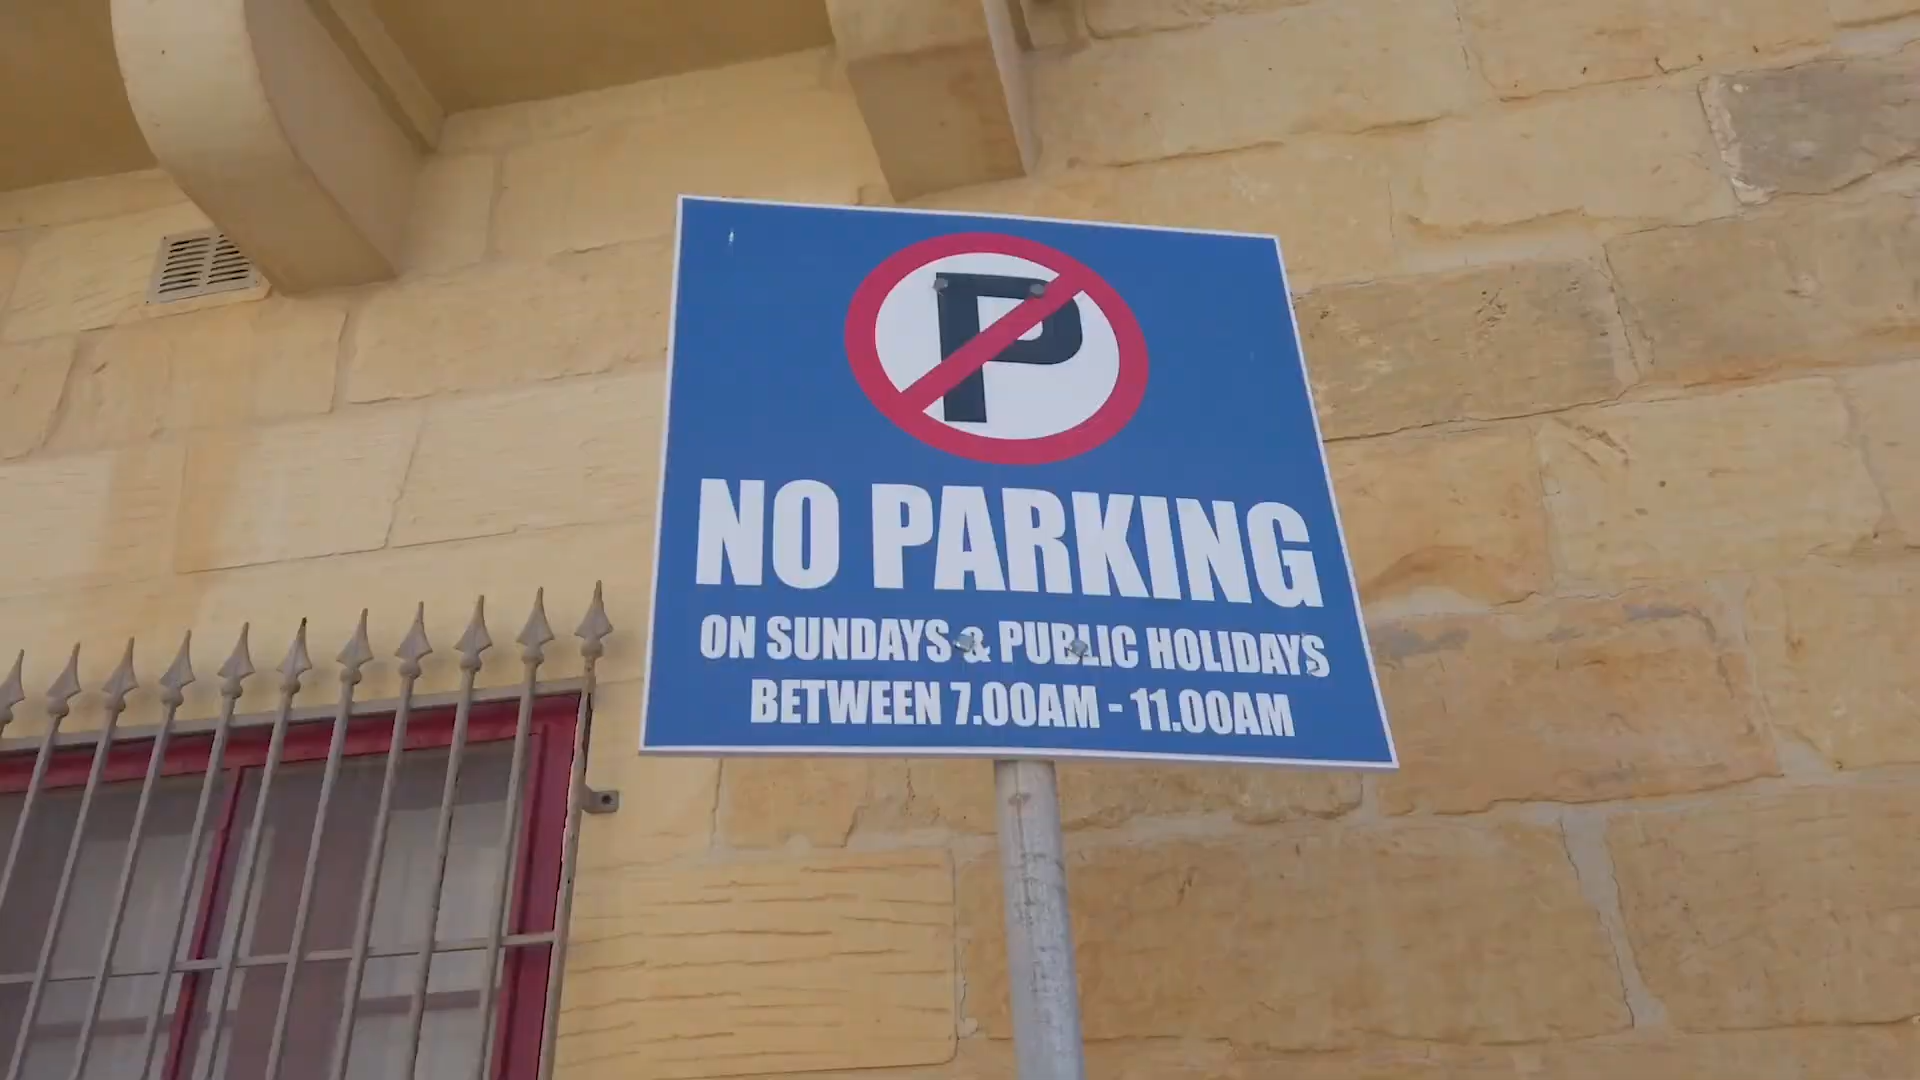 P
NO PARKING
ON SUNDAYS & PUBLIC HOLIDAYS
BETWEEN 7.00AM - 11.00AM